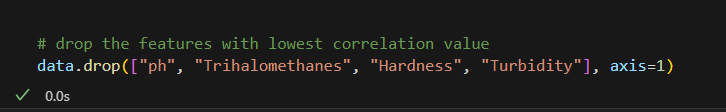 # drop the features with lowest correlation value
data.drop(["ph", "Trihalomethanes", "Hardness", "Turbidity"], axis=1)
0.0s